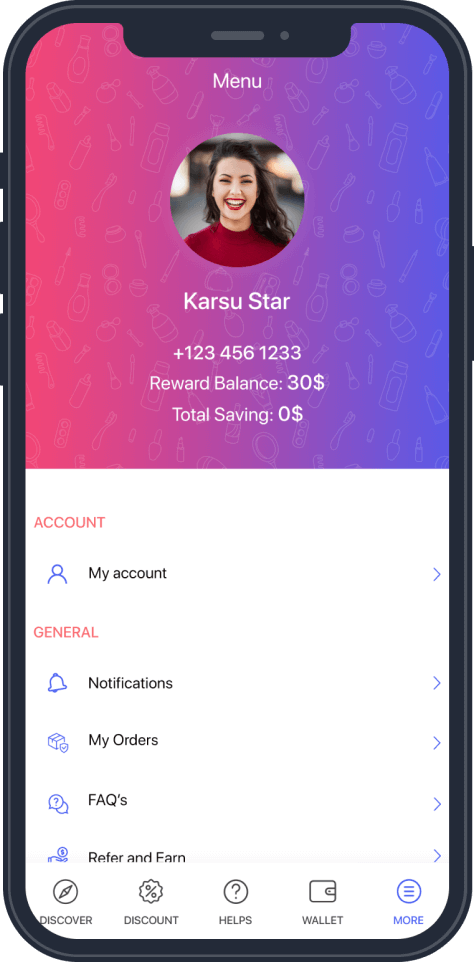 Menu
Karsu Star
+123 456 1233
Reward Balance: 30$
Total Saving: 0$
ACCOUNT
My account
GENERAL
Notifications
My Orders
FAQ's
Refer and Earn
DISCOVER DISCOUNT HELPS WALLET MORE